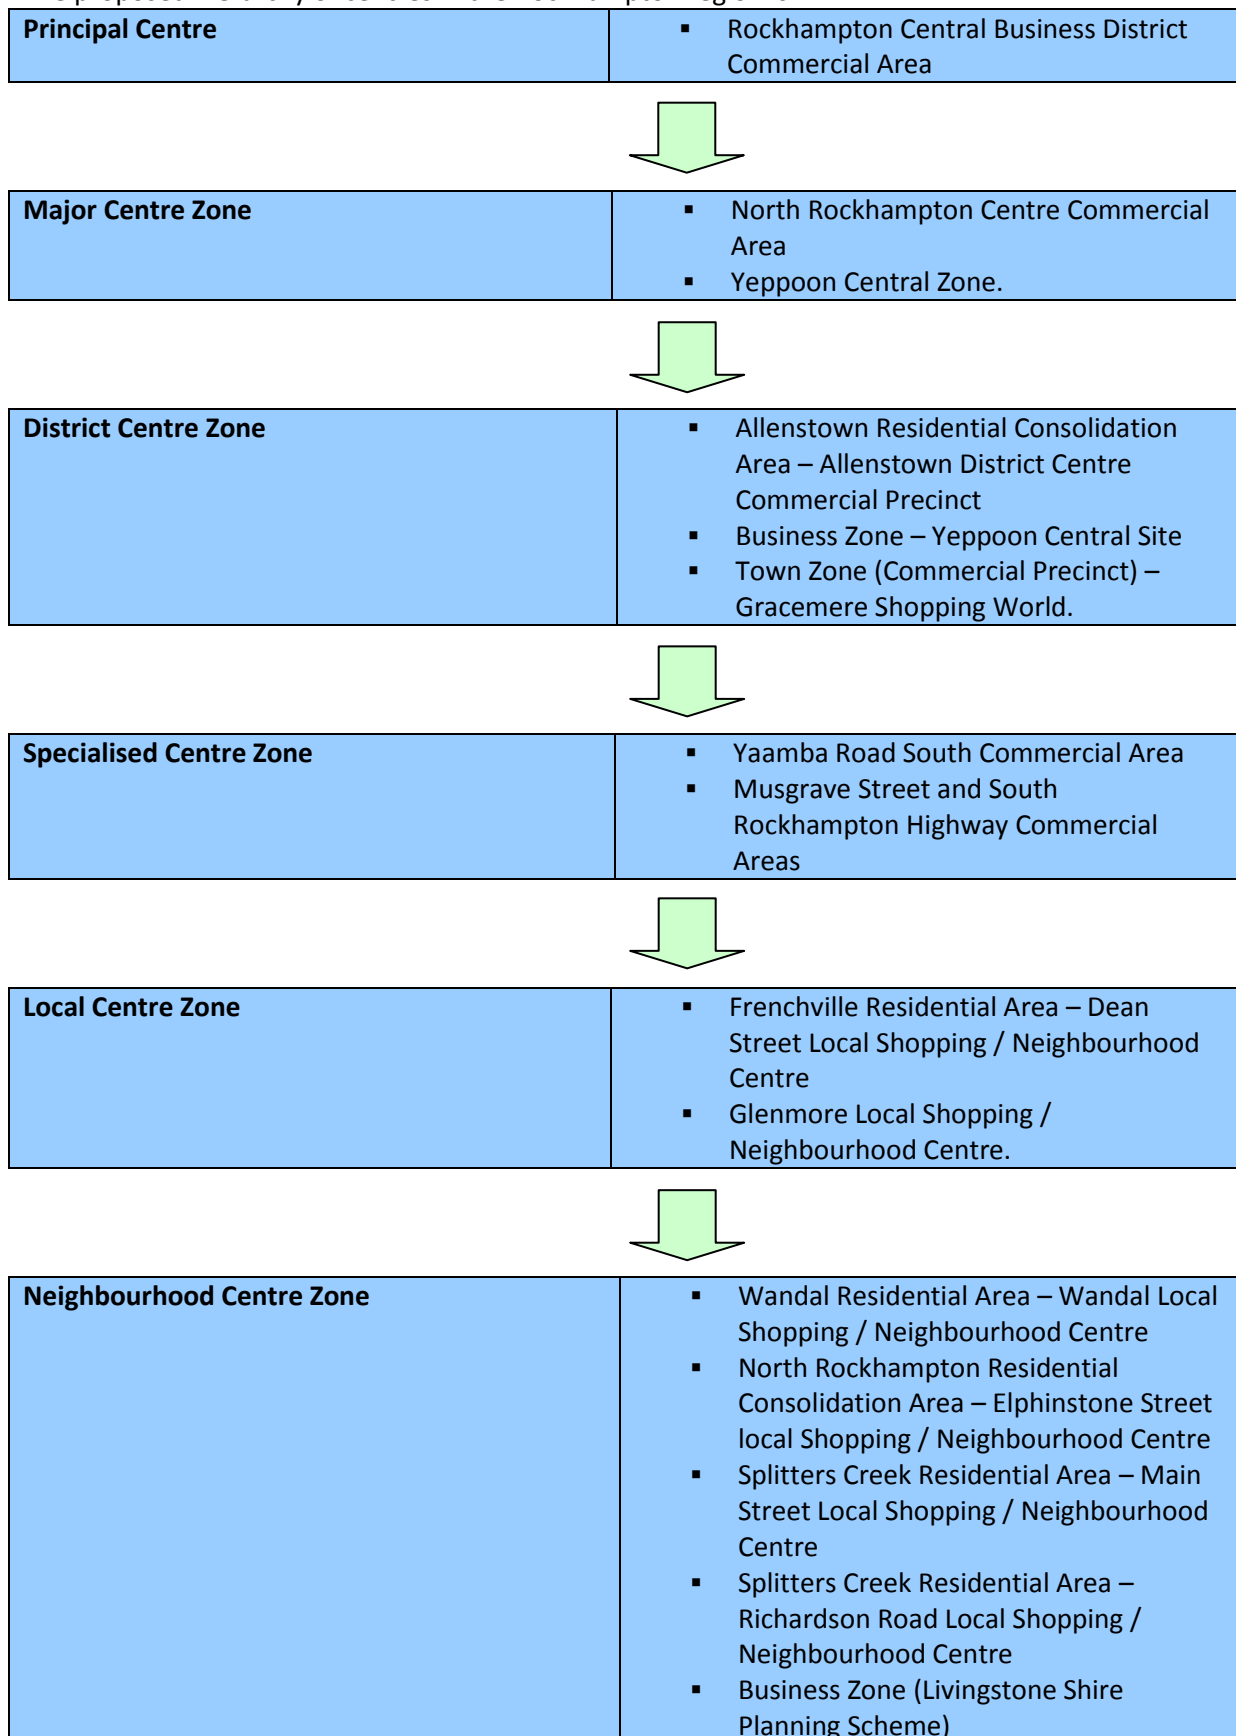 Principal Centre
▪ Rockhampton Central Business District
Commercial Area
Major Centre Zone
▪ North Rockhampton Centre Commercial
Area
▪ Yeppoon Central Zone.
District Centre Zone
▪ Allenstown Residential Consolidation
Area – Allenstown District Centre
Commercial Precinct
▪ Business Zone – Yeppoon Central Site
▪ Town Zone (Commercial Precinct) –
Gracemere Shopping World.
Specialised Centre Zone
▪ Yaamba Road South Commercial Area
▪ Musgrave Street and South
Rockhampton Highway Commercial
Areas
Local Centre Zone
▪ Frenchville Residential Area – Dean
Street Local Shopping / Neighbourhood
Centre
▪ Glenmore Local Shopping /
Neighbourhood Centre.
Neighbourhood Centre Zone
▪ Wandal Residential Area – Wandal Local
Shopping / Neighbourhood Centre
▪ North Rockhampton Residential
Consolidation Area – Elphinstone Street
local Shopping / Neighbourhood Centre
▪ Splitters Creek Residential Area – Main
Street Local Shopping / Neighbourhood
Centre
▪ Splitters Creek Residential Area –
Richardson Road Local Shopping /
Neighbourhood Centre
▪ Business Zone (Livingstone Shire
Planning Scheme)